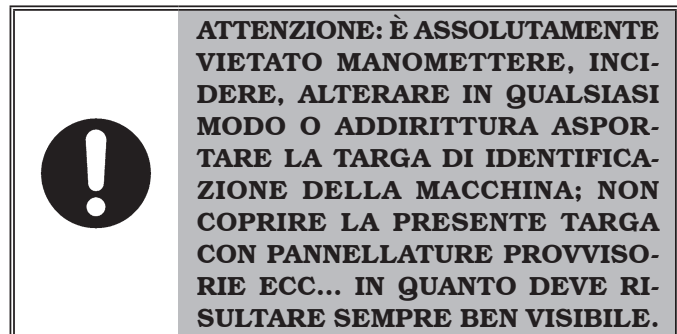 ATTENZIONE: È ASSOLUTAMENTE
VIETATO MANOMETTERE, INCI-
DERE, ALTERARE IN QUALSIASI
MODO O ADDIRITTURA ASPOR-
TARE LA TARGA DI IDENTIFICA-
ZIONE DELLA MACCHINA; NON
COPRIRE LA PRESENTE TARGA
CON PANNELLATURE PROVVISO-
RIE ECC... IN QUANTO DEVE RI-
SULTARE SEMPRE BEN VISIBILE.